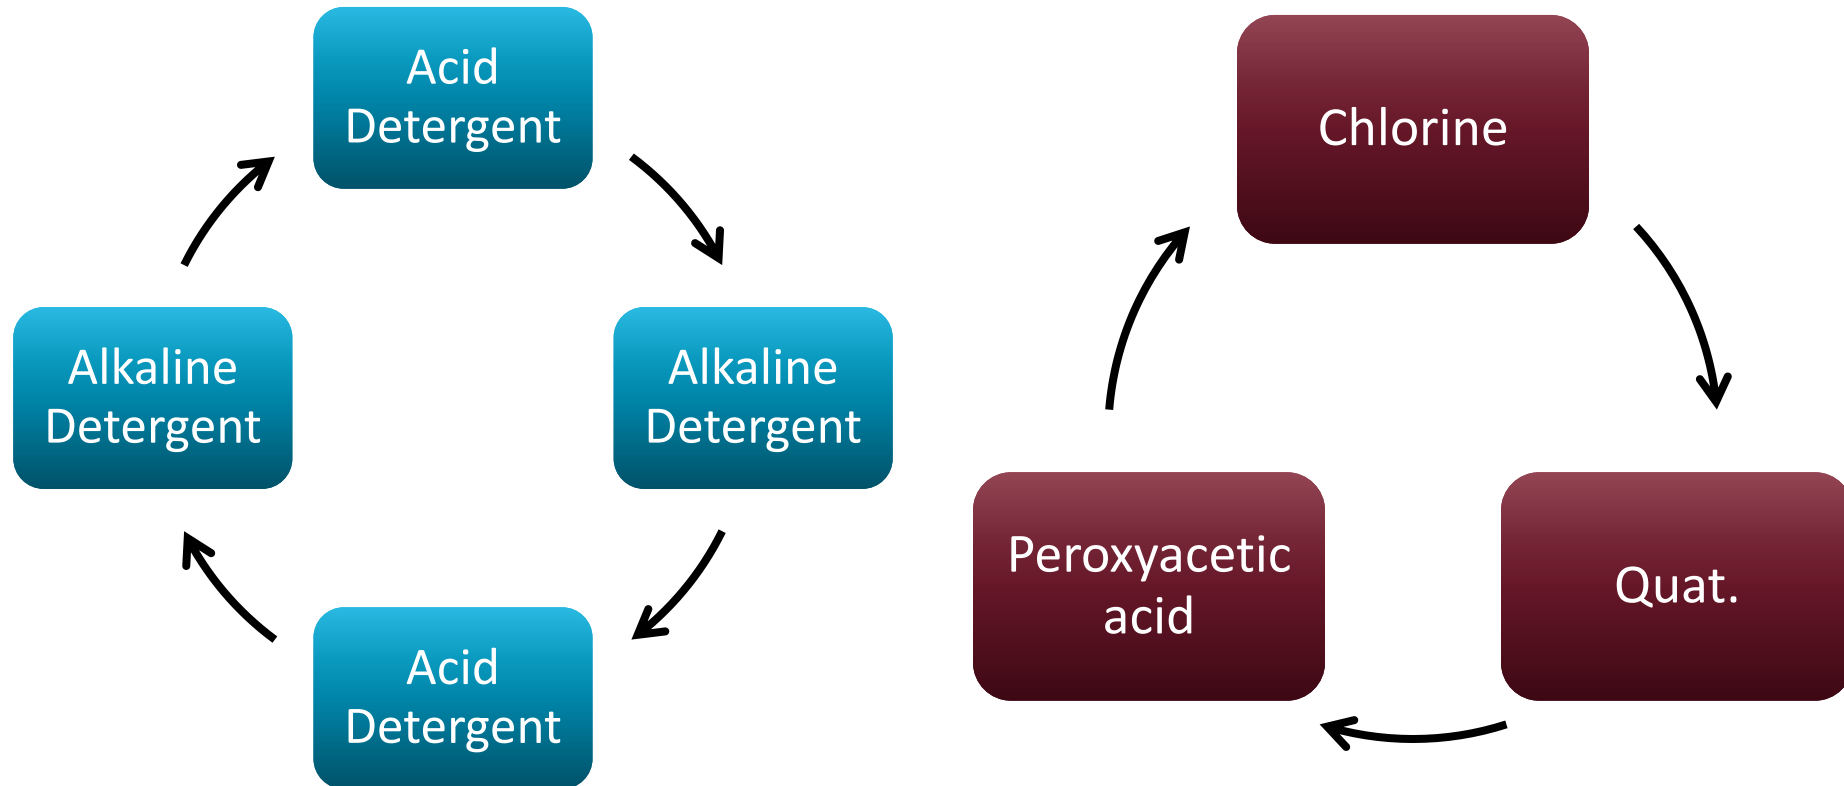 Acid
Detergent
Alkaline
Detergent
Alkaline
Detergent
Acid
Detergent
Chlorine
Peroxyacetic
acid
Quat.